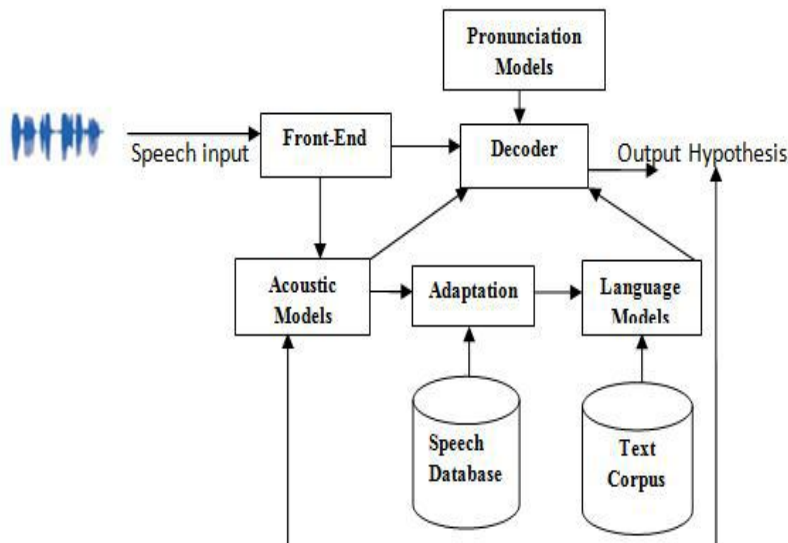 Pronunciation
Models
Speech input
Front-End
Decoder
Output Hypothesis
Acoustic
Models
Adaptation
Language
Models
Speech
Database
Text
Corpus